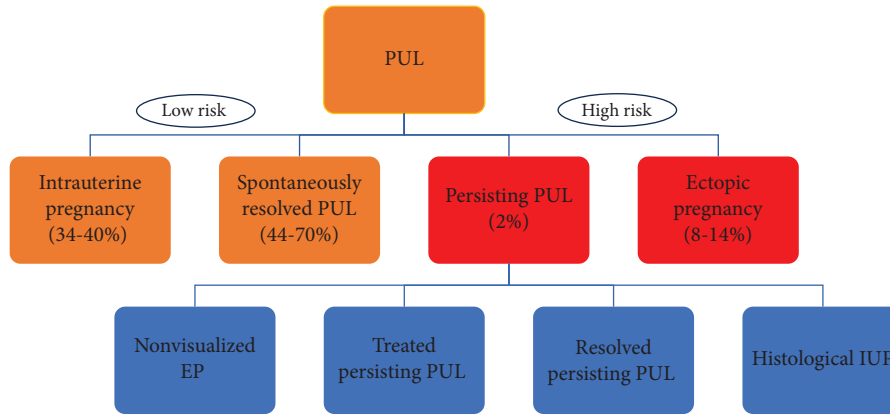 PUL
Low risk
High risk
Intrauterine
pregnancy
(34-40%)
Spontaneously
resolved PUL
(44-70%)
Persisting PUL
(2%)
Ectopic
pregnancy
(8-14%)
Nonvisualized
EP
Treated
persisting PUL
Resolved
persisting PUL
Histological IUP